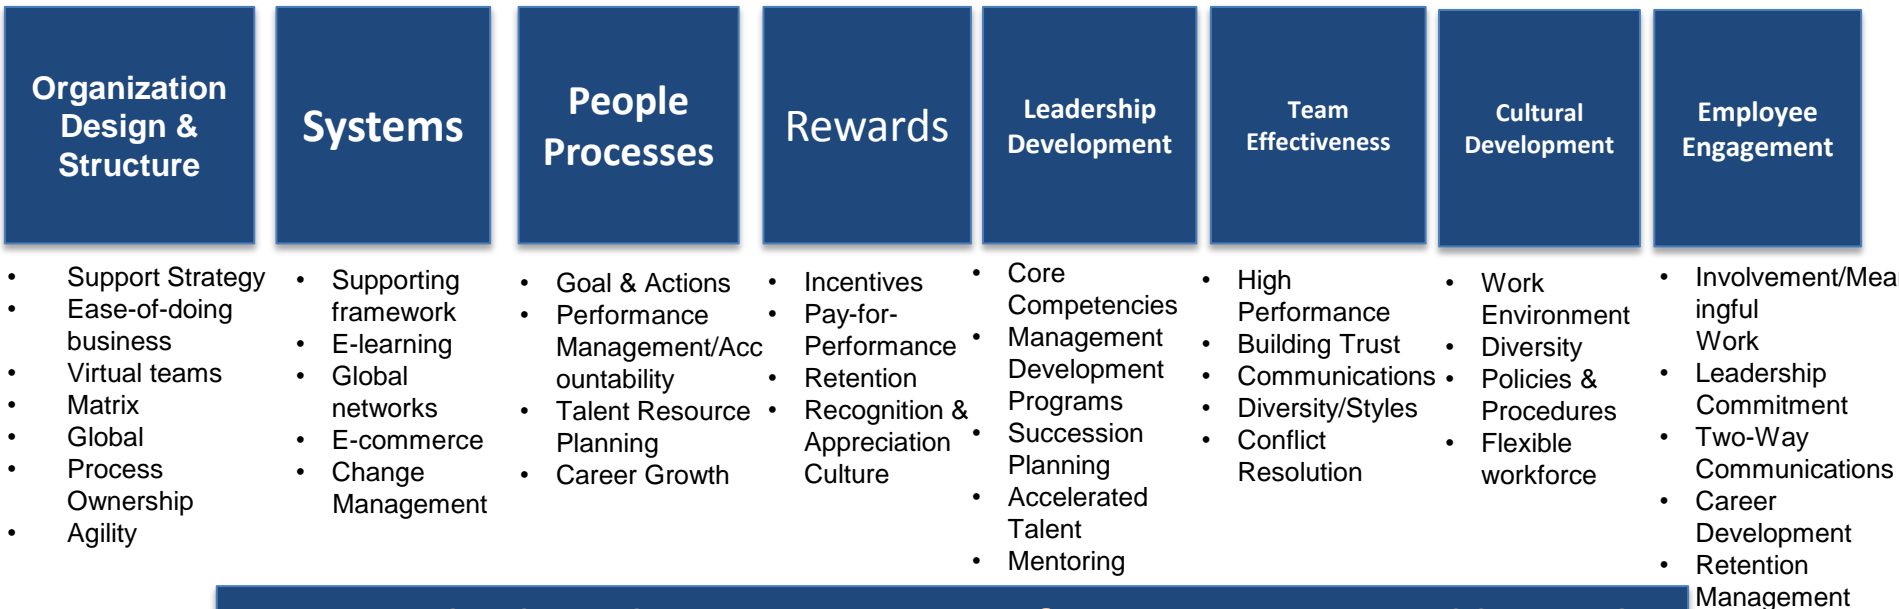 Organization
Design &
Structure
Systems
People
Processes
Rewards
Leadership
Development
Team
Effectiveness
Cultural
Development
Employee
Engagement
• Support Strategy
• Ease-of-doing
business
• Virtual teams
• Matrix
• Global
• Process
Ownership
• Agility
• Supporting
framework
• E-learning
• Global
networks
• E-commerce
• Change
Management
• Goal & Actions
• Performance
Management/Acc
ountability
• Talent Resource
Planning
• Career Growth
• Incentives
• Pay-for-
Performance
• Retention
• Recognition &
Appreciation
Culture
• Core
Competencies
• Management
Development
Programs
• Succession
Planning
• Accelerated
Talent
• Mentoring
• High
Performance
• Building Trust
• Communications
• Diversity/Styles
• Conflict
Resolution
• Work
Environment
• Diversity
• Policies &
Procedures
• Flexible
workforce
• Involvement/Mean
ingful
Work
• Leadership
Commitment
• Two-Way
Communications
• Career
Development
• Retention
Management